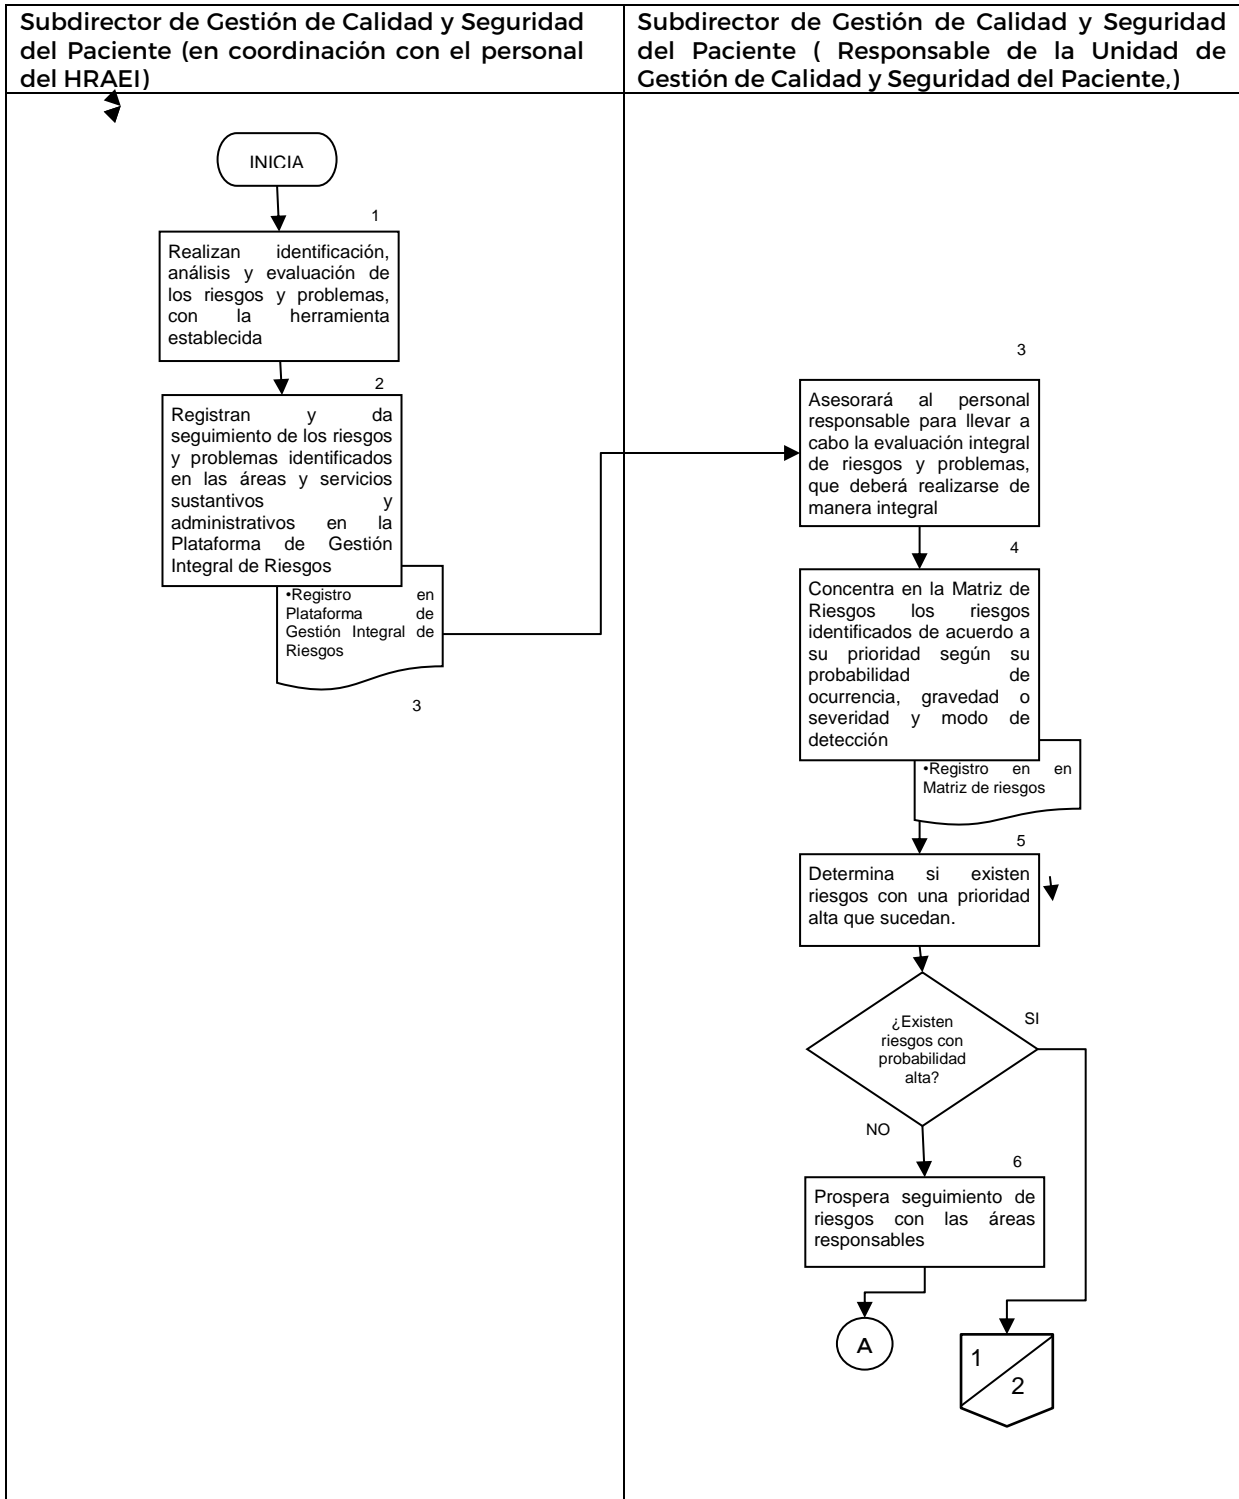 Subdirector de Gestión de Calidad y Seguridad
del Paciente (en coordinación con el personal
del HRAEI)
Subdirector de Gestión de Calidad y Seguridad
del Paciente ( Responsable de la Unidad de
Gestión de Calidad y Seguridad del Paciente,)
INICIA
1
Realizan identificación,
análisis y evaluación de
los riesgos y problemas,
con la herramienta
establecida
2
Registran y da
seguimiento de los riesgos
y problemas identificados
en las áreas y servicios
sustantivos y
administrativos en la
Plataforma de Gestión
Integral de Riesgos
•Registro en
Plataforma de
Gestión Integral de
Riesgos
3
3
Asesorará al personal
responsable para llevar a
cabo la evaluación integral
de riesgos y problemas,
que deberá realizarse de
manera integral
4
Concentra en la Matriz de
Riesgos los riesgos
identificados de acuerdo a
su prioridad según su
probabilidad de
ocurrencia, gravedad o
severidad y modo de
detección
•Registro en en
Matriz de riesgos
5
Determina si existen
riesgos con una prioridad
alta que sucedan.
¿Existen
riesgos con
probabilidad
alta?
SI
NO
6
Prospera seguimiento de
riesgos con las áreas
responsables
A
1
2